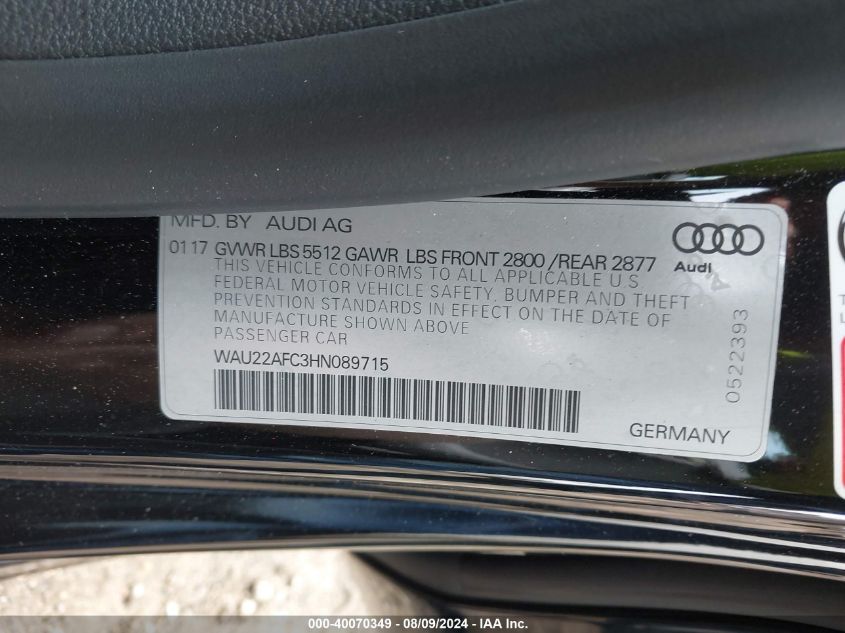 MFD. BY AUDI AG
01 17 GVWR LBS 5512 GAWR LBS FRONT 2800 /REAR 2877
THIS VEHICLE CONFORMS TO ALL APPLICABLE U.S
FEDERAL MOTOR VEHICLE SAFETY, BUMPER AND THEFT
PREVENTION STANDARDS IN EFFECT ON THE DATE OF
MANUFACTURE SHOWN ABOVE
PASSENGER CAR
WAU22AFC3HN089715
Audi
0522393
GERMANY
000-40070349 - 08/09/2024 - IAA Inc.